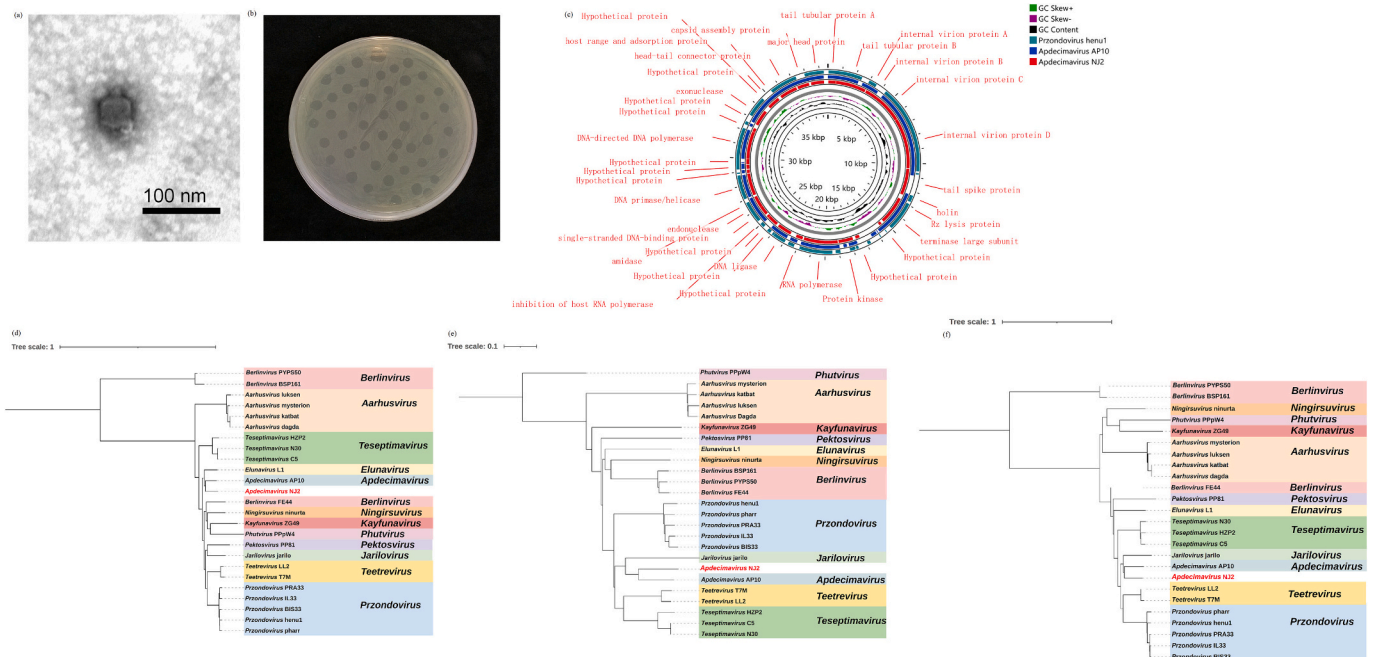 (a)
100 nm
(b)
(c)
GC Skew+
GC Skew-
GC Content
Przondovirus henu1
Apdecimavirus AP10
Apdecimavirus NJ2
Hypothetical protein
capsid assembly protein
host range and adsorption protein
head-tail connector protein
Hypothetical protein
exonuclease
Hypothetical protein
Hypothetical protein
DNA-directed DNA polymerase
Hypothetical protein
Hypothetical protein
Hypothetical protein
DNA primase/helicase
endonuclease
single-stranded DNA-binding protein
Hypothetical protein
amidase
Hypothetical protein
inhibition of host RNA polymerase
Hypothetical protein
DNA ligase
RNA polymerase
Protein kinase
Hypothetical protein
Hypothetical protein
terminase large subunit
Rz lysis protein
holin
tail spike protein
internal virion protein D
internal virion protein C
internal virion protein B
internal virion protein A
tail tubular protein B
tail tubular protein A
major head protein
5 kbp
10 kbp
15 kbp
20 kbp
25 kbp
30 kbp
35 kbp
(d)
Tree scale: 1
Berlinvirus PYPS50
Berlinvirus BSP161
Berlinvirus
Aarhusvirus luksen
Aarhusvirus mysterion
Aarhusvirus katbat
Aarhusvirus dagda
Aarhusvirus
Teseptimavirus HZP2
Teseptimavirus N30
Teseptimavirus C5
Teseptimavirus
Elunavirus L1
Elunavirus
Apdecimavirus AP10
Apdecimavirus
Apdecimavirus NJ2
Berlinvirus FE44
Berlinvirus
Ningirsuvirus ninurta
Ningirsuvirus
Kayfunavirus ZG49
Kayfunavirus
Phutvirus PPpW4
Phutvirus
Pektosvirus PP81
Pektosvirus
Jarilovirus jarilo
Jarilovirus
Teetrevirus LL2
Teetrevirus T7M
Teetrevirus
Przondovirus PRA33
Przondovirus IL33
Przondovirus BIS33
Przondovirus henu1
Przondovirus pharr
Przondovirus
(e)
Tree scale: 0.1
Phutvirus PPpW4
Phutvirus
Aarhusvirus mysterion
Aarhusvirus katbat
Aarhusvirus luksen
Aarhusvirus Dagda
Aarhusvirus
Kayfunavirus ZG49
Kayfunavirus
Pektosvirus PP81
Pektosvirus
Elunavirus L1
Elunavirus
Ningirsuvirus ninurta
Ningirsuvirus
Berlinvirus BSP161
Berlinvirus PYPS50
Berlinvirus FE44
Berlinvirus
Przondovirus henu1
Przondovirus pharr
Przondovirus PRA33
Przondovirus IL33
Przondovirus BIS33
Przondovirus
Jarilovirus jarilo
Jarilovirus
Apdecimavirus NJ2
Apdecimavirus AP10
Apdecimavirus
Teetrevirus T7M
Teetrevirus LL2
Teetrevirus
Teseptimavirus HZP2
Teseptimavirus C5
Teseptimavirus N30
Teseptimavirus
Tree scale: 1
(f)
Berlinvirus PYPS50
Berlinvirus BSP161
Berlinvirus
Ningirsuvirus ninurta
Ningirsuvirus
Phutvirus PPpW4
Phutvirus
Kayfunavirus ZG49
Kayfunavirus
Aarhusvirus mysterion
Aarhusvirus luksen
Aarhusvirus katbat
Aarhusvirus dagda
Aarhusvirus
Berlinvirus FE44
Berlinvirus
Pektosvirus PP81
Pektosvirus
Elunavirus L1
Elunavirus
Teseptimavirus N30
Teseptimavirus HZP2
Teseptimavirus C5
Teseptimavirus
Jarilovirus jarilo
Jarilovirus
Apdecimavirus AP10
Apdecimavirus
Apdecimavirus NJ2
Teetrevirus LL2
Teetrevirus T7M
Teetrevirus
Przondovirus pharr
Przondovirus henu1
Przondovirus PRA33
Przondovirus IL33
Przondovirus BIS33
Przondovirus